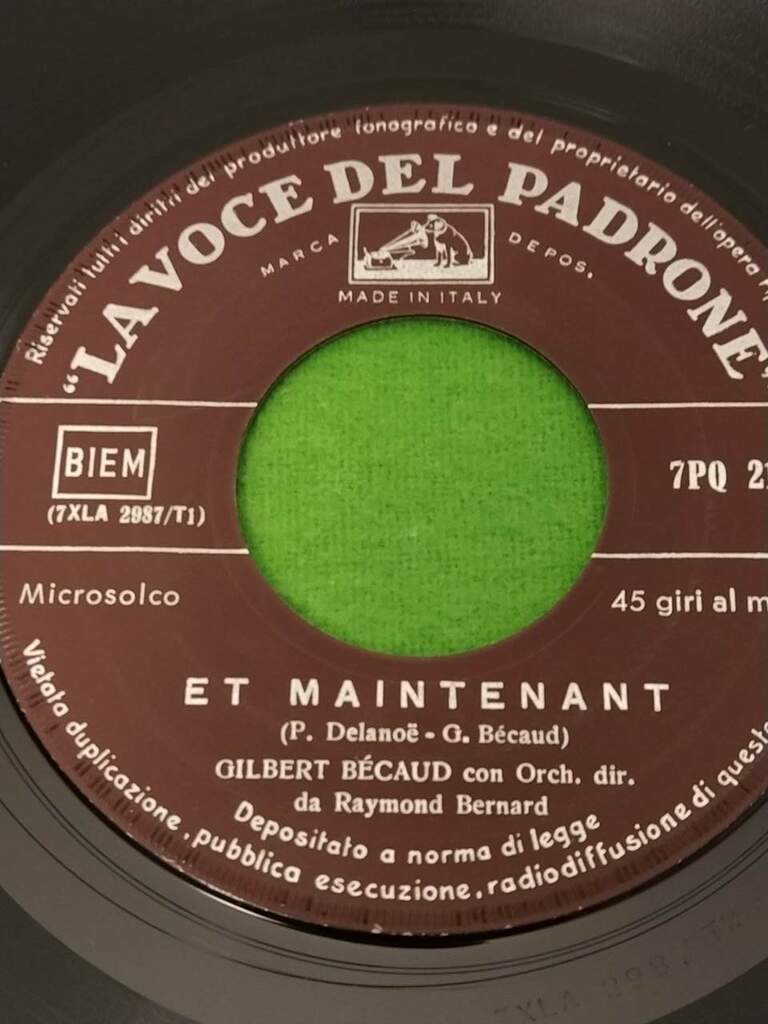 Riservati tutti i diritti del produttore fonografico e del proprietario dell'opera
"LA VOCE DEL PADRONE"
MARCA DEPOS.
MADE IN ITALY
BIEM
7PQ
(7XLA 2987/T1)
Microsolco
45 giri al
ET MAINTENANT
(P. Delanoë - G. Bécaud)
GILBERT BÉCAUD con Orch. dir.
da Raymond Bernard
Depositato a norma di legge
Vietata duplicazione, pubblica esecuzione, radiodiffusione di questo